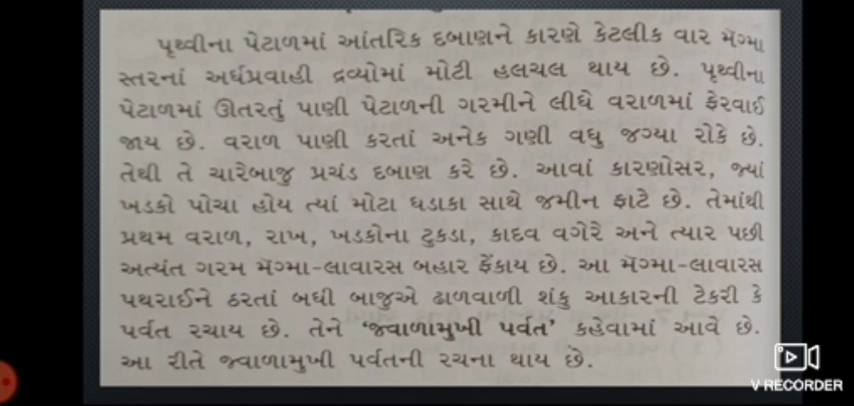 પૃથ્વીના પેટાળમાં આંતરિક દબાણને કારણે કેટલીક વાર મૅગ્મા
સ્તરનાં અર્ધપ્રવાહી દ્રવ્યોમાં મોટી હલચલ થાય છે. પૃથ્વીના
પેટાળમાં ઊતરતું પાણી પેટાળની ગરમીને લીધે વરાળમાં ફેરવાઈ
જાય છે. વરાળ પાણી કરતાં અનેક ગણી વધુ જગ્યા રોકે છે.
તેથી તે ચારેબાજુ પ્રચંડ દબાણ કરે છે. આવાં કારણોસર, જ્યાં
ખડકો પોચા હોય ત્યાં મોટા ધડાકા સાથે જમીન ફાટે છે. તેમાંથી
પ્રથમ વરાળ, રાખ, ખડકોના ટુકડા, કાદવ વગેરે અને ત્યાર પછી
અત્યંત ગરમ મૅગ્મા-લાવારસ બહાર ફેંકાય છે. આ મૅગ્મા-લાવારસ
પથરાઈને ઠરતાં બધી બાજુએ ઢાળવાળી શંકુ આકારની ટેકરી કે
પર્વત રચાય છે. તેને ‘જ્વાળામુખી પર્વત’ કહેવામાં આવે છે.
આ રીતે જ્વાળામુખી પર્વતની રચના થાય છે.
V RECORDER